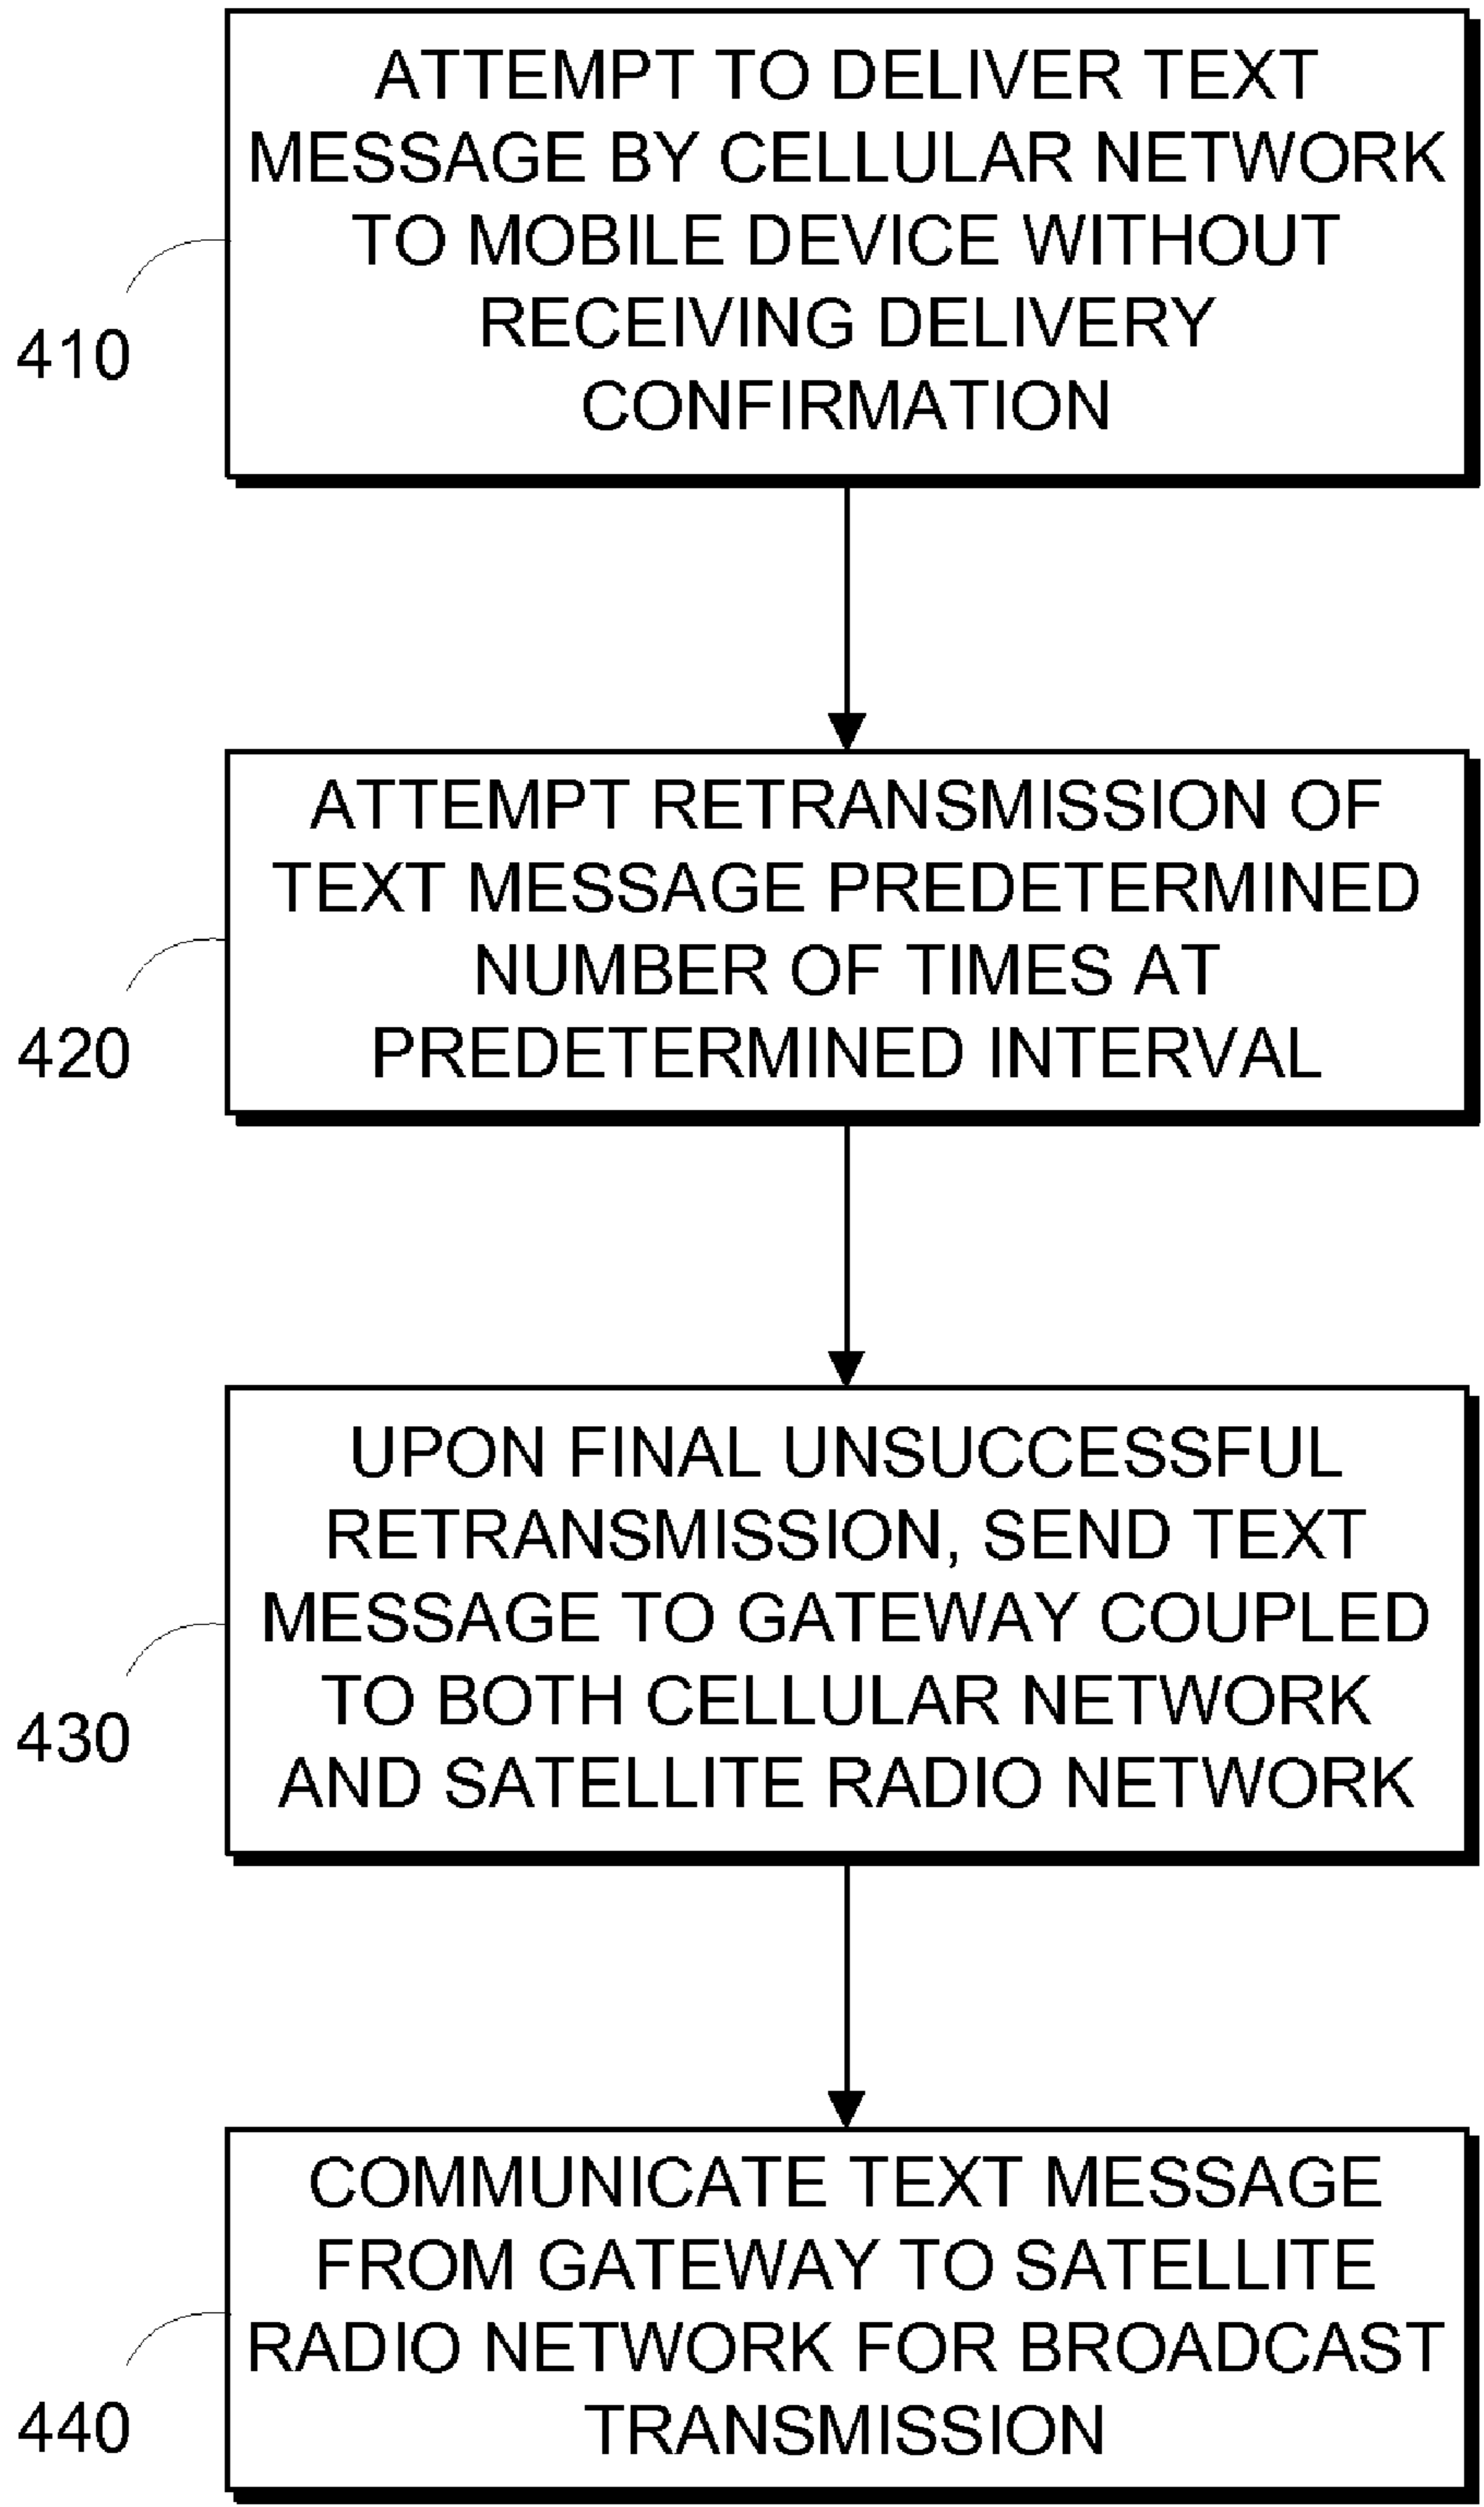 ATTEMPT TO DELIVER TEXT
MESSAGE BY CELLULAR NETWORK
TO MOBILE DEVICE WITHOUT
RECEIVING DELIVERY
CONFIRMATION
410
ATTEMPT RETRANSMISSION OF
TEXT MESSAGE PREDETERMINED
NUMBER OF TIMES AT
PREDETERMINED INTERVAL
420
UPON FINAL UNSUCCESSFUL
RETRANSMISSION, SEND TEXT
MESSAGE TO GATEWAY COUPLED
TO BOTH CELLULAR NETWORK
AND SATELLITE RADIO NETWORK
430
COMMUNICATE TEXT MESSAGE
FROM GATEWAY TO SATELLITE
RADIO NETWORK FOR BROADCAST
TRANSMISSION
440